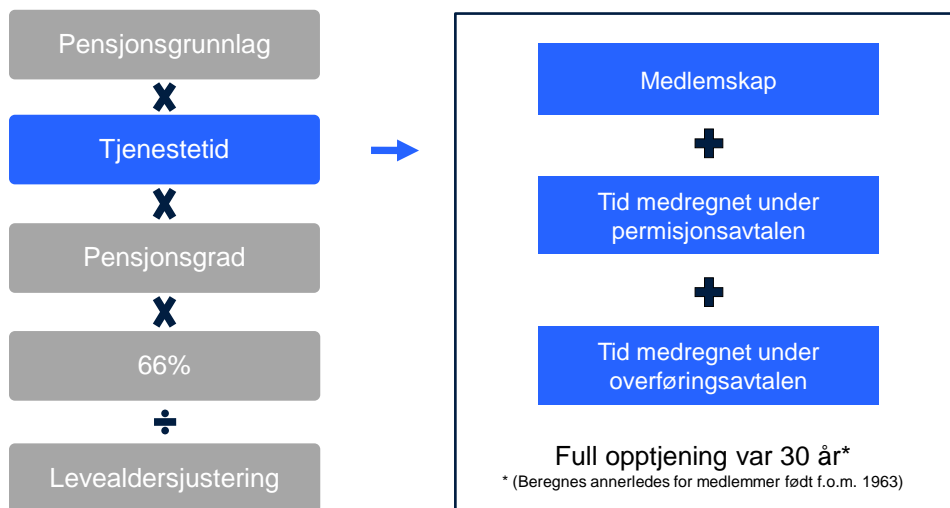 Pensjonsgrunnlag
Tjenestetid
Pensjonsgrad
66%
Levealdersjustering
Medlemskap
Tid medregnet under
permisjonsavtalen
Tid medregnet under
overføringsavtalen
Full opptjening var 30 år*
* (Beregnes annerledes for medlemmer født f.o.m. 1963)